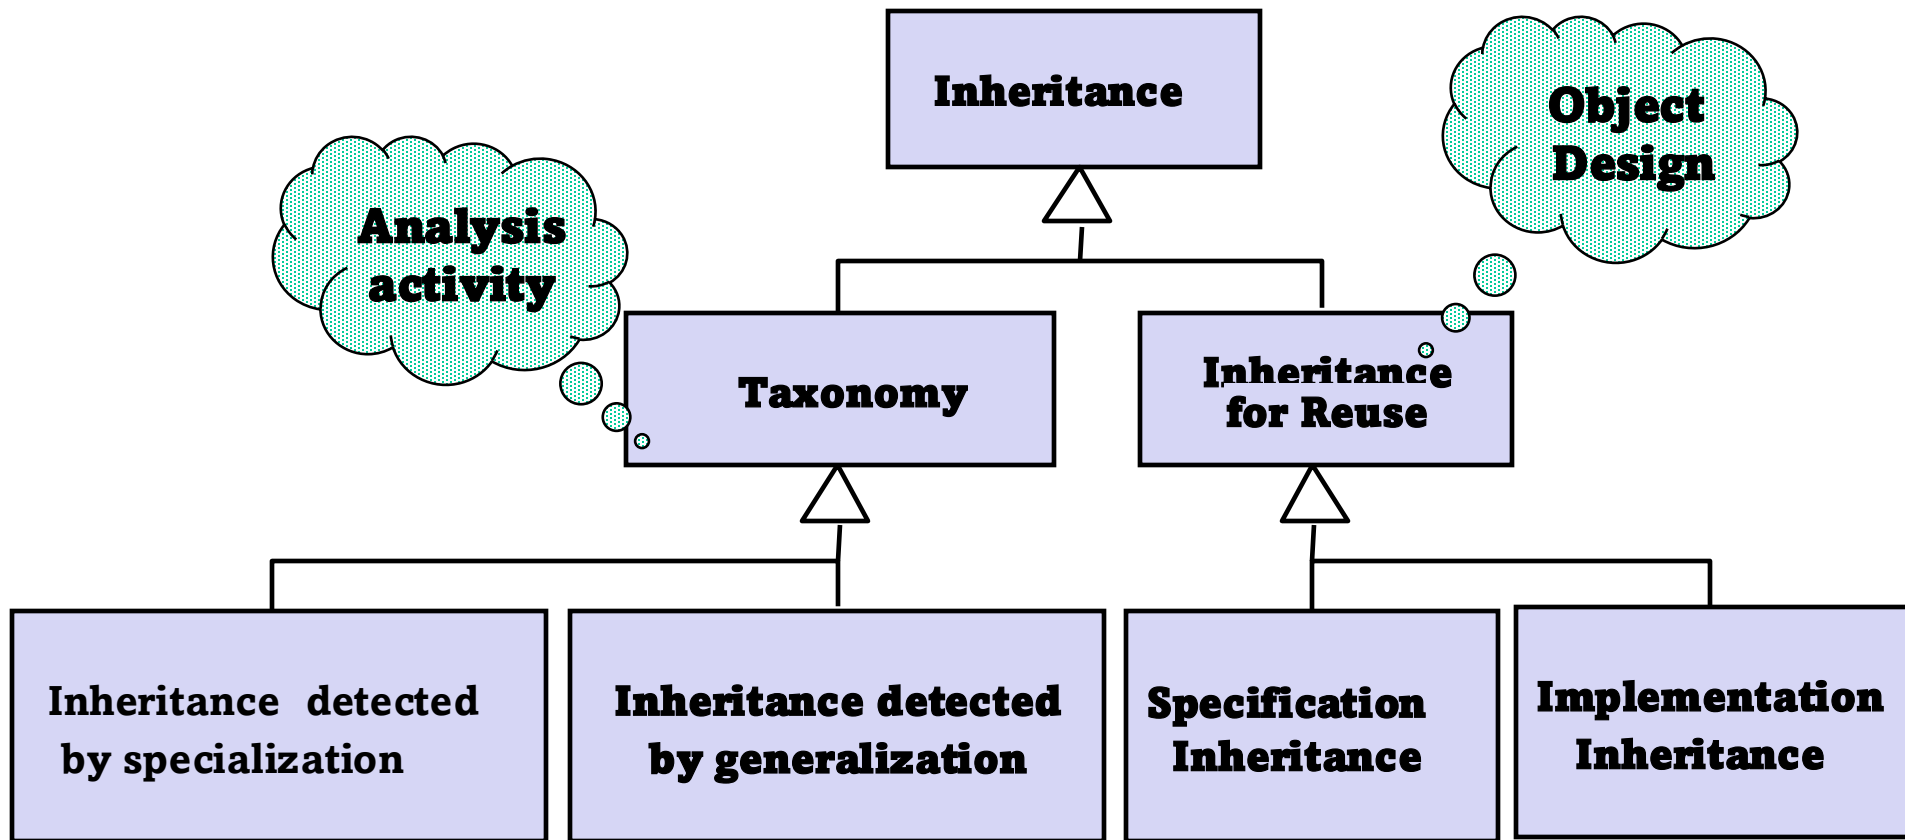 Inheritance
Object
Design
Analysis
activity
Taxonomy
Inheritance
for Reuse
Inheritance detected
by specialization
Inheritance detected
by generalization
Specification
Inheritance
Implementation
Inheritance